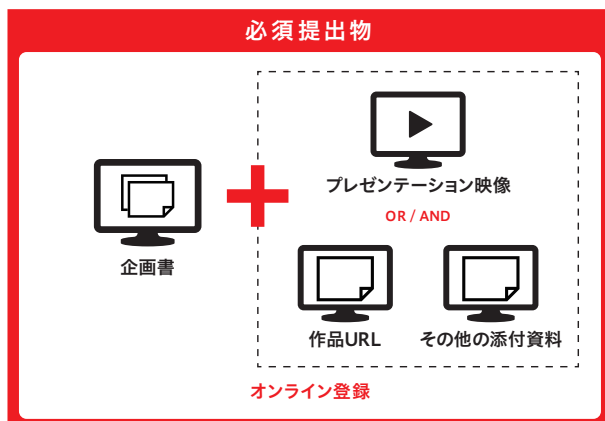 必須提出物
企画書
プレゼンテーション映像
OR / AND
作品URL
その他の添付資料
オンライン登録